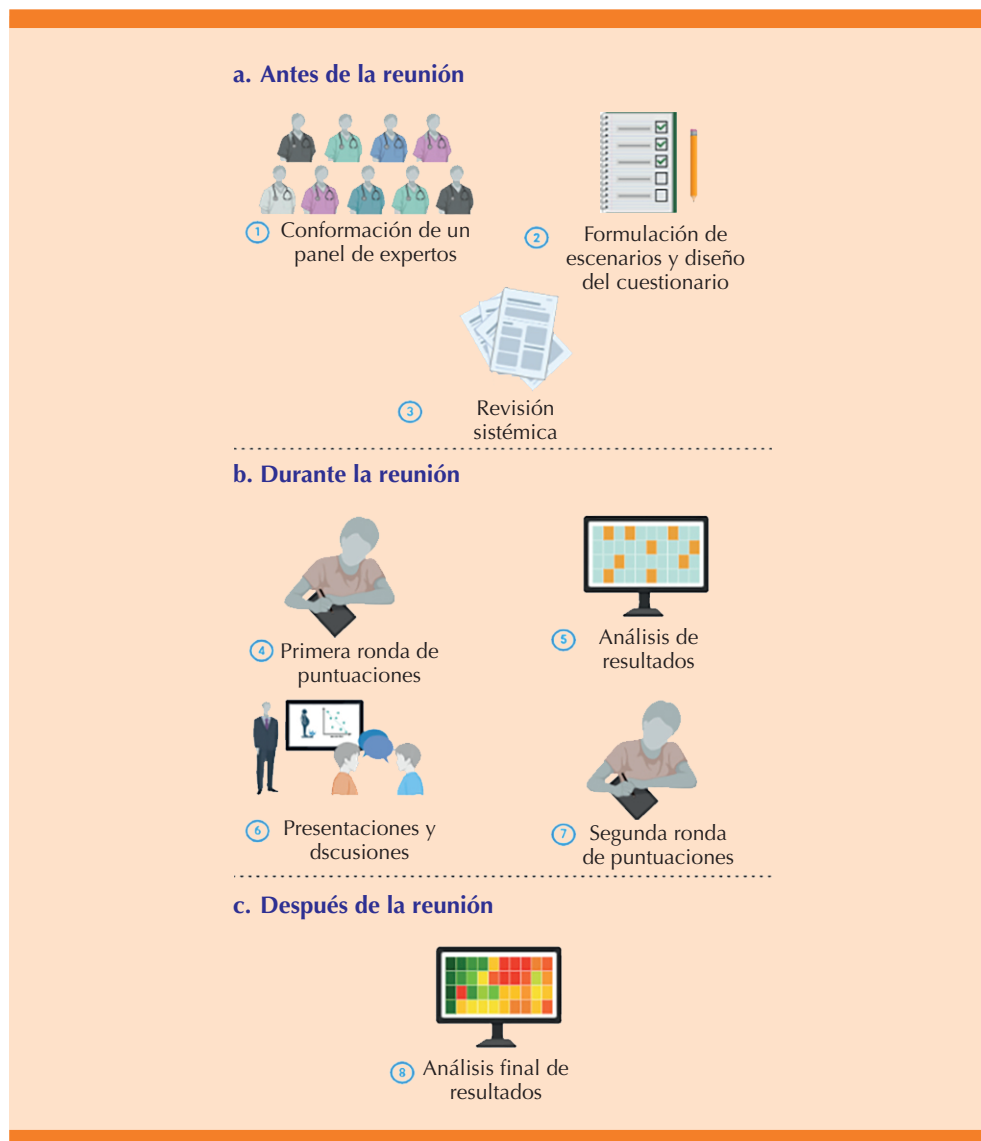 a. Antes de la reunión
1 Conformación de un
panel de expertos
2 Formulación de
escenarios y diseño
del cuestionario
3 Revisión
sistémica
b. Durante la reunión
4 Primera ronda de
puntuaciones
5 Análisis de
resultados
6 Presentaciones y
dscusiones
7 Segunda ronda
de puntuaciones
c. Después de la reunión
8 Análisis final de
resultados